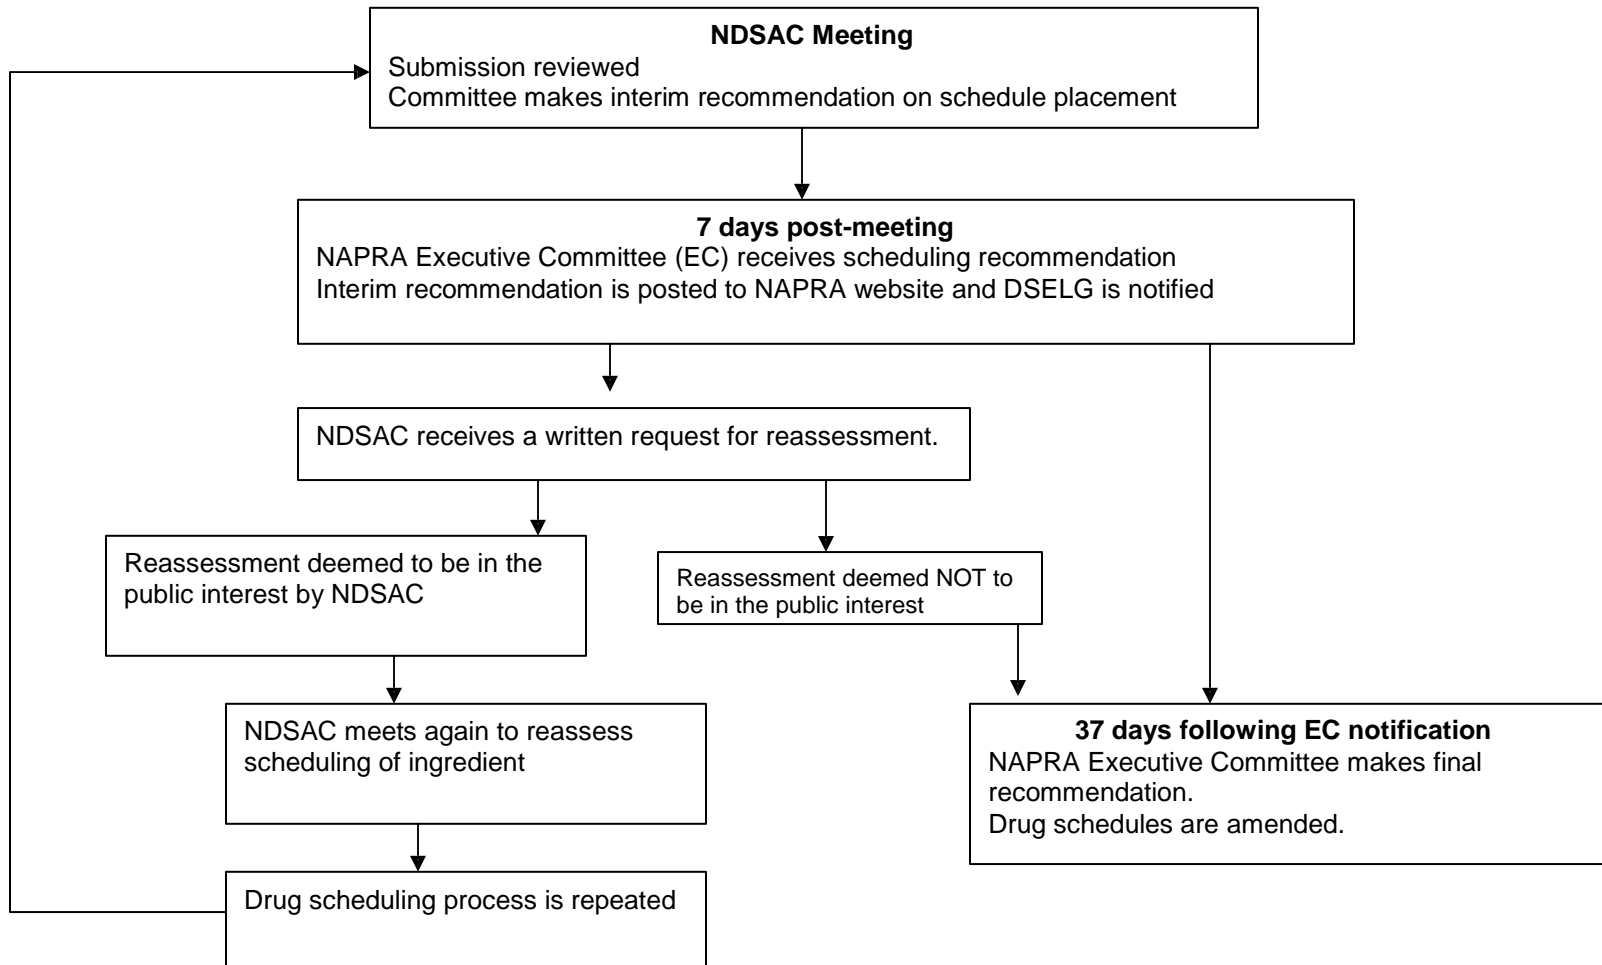 NDSAC Meeting
Submission reviewed
Committee makes interim recommendation on schedule placement
7 days post-meeting
NAPRA Executive Committee (EC) receives scheduling recommendation
Interim recommendation is posted to NAPRA website and DSELG is notified
NDSAC receives a written request for reassessment.
Reassessment deemed to be in the
public interest by NDSAC
Reassessment deemed NOT to
be in the public interest
NDSAC meets again to reassess
scheduling of ingredient
37 days following EC notification
NAPRA Executive Committee makes final
recommendation.
Drug schedules are amended.
Drug scheduling process is repeated